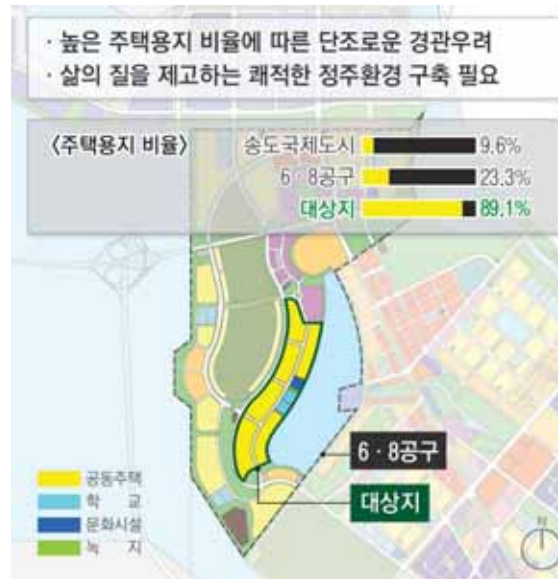 · 높은 주택용지 비율에 따른 단조로운 경관우려
· 삶의 질을 제고하는 쾌적한 정주환경 구축 필요
〈주택용지 비율〉
송도국제도시 9.6%
6·8공구 23.3%
대상지 89.1%
6·8공구
대상지
공동주택
학 교
문화시설
녹 지
N